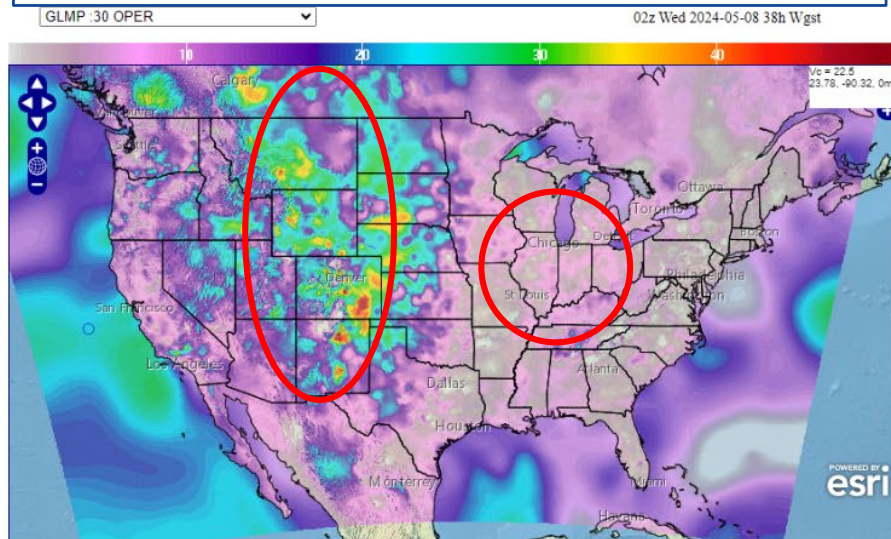 GLMP :30 OPER
02z Wed 2024-05-08 38h Wgst
10 20 30 40
Vc = 22.5
23.78, -90.32, 0m
Calgary
Vancouver
Seattle
Ottawa
Toronto
Chicago
Detroit
Boston
Denver
Philadelphia
St Louis
Washington
San Francisco
Los Angeles
Atlanta
Dallas
Houston
Monterrey
Miami
Havana
POWERED BY
esri